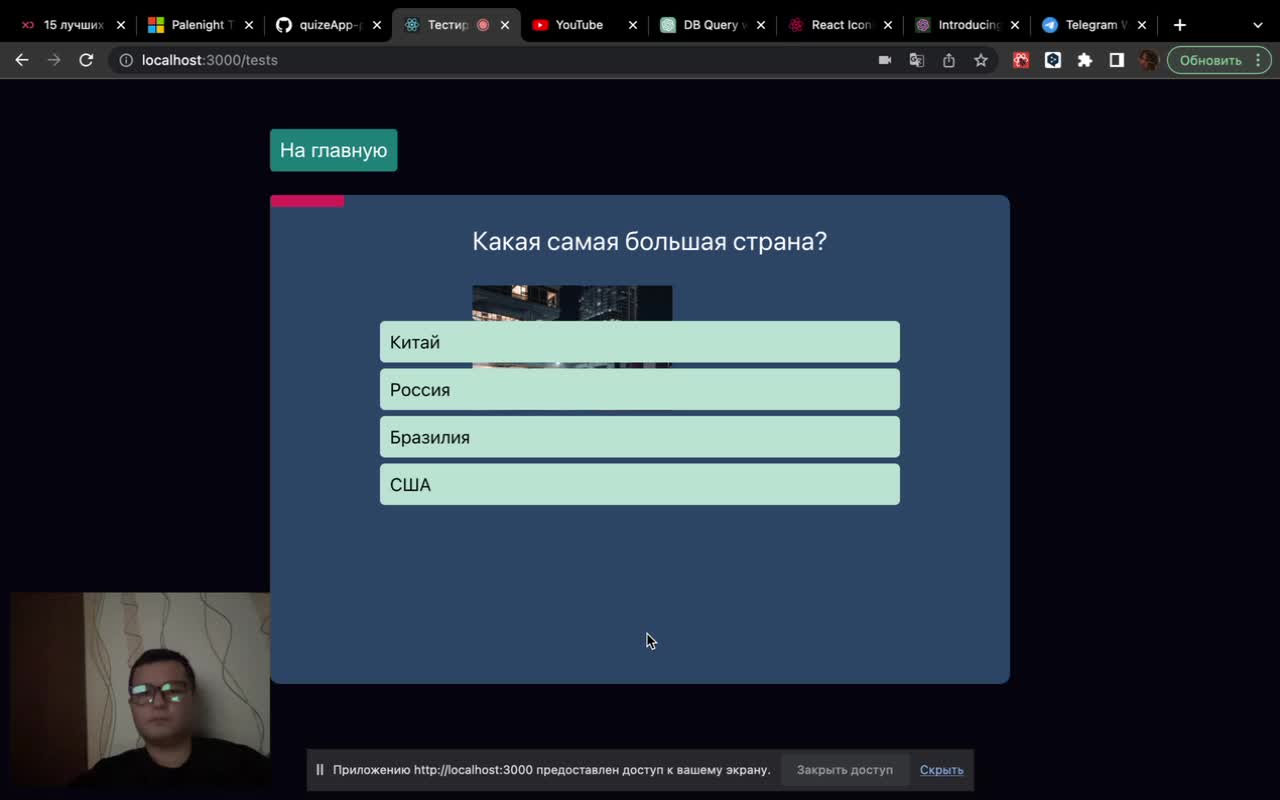 15 лучших
Palenight T
quizeApp-
Тестир
YouTube
DB Query
React Icon
Introducing
Telegram W
localhost:3000/tests
Обновить
На главную
Какая самая большая страна?
Китай
Россия
Бразилия
США
Приложению http://localhost:3000 предоставлен доступ к вашему экрану.
Закрыть доступ
Скрыть